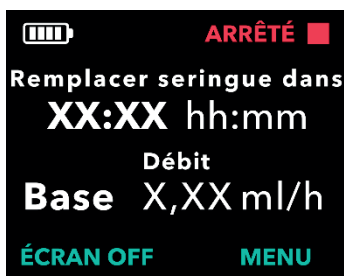 ARRÊTÉ
Remplacer seringue dans
XX:XX hh:mm
Débit
Base X,XX ml/h
ÉCRAN OFF MENU